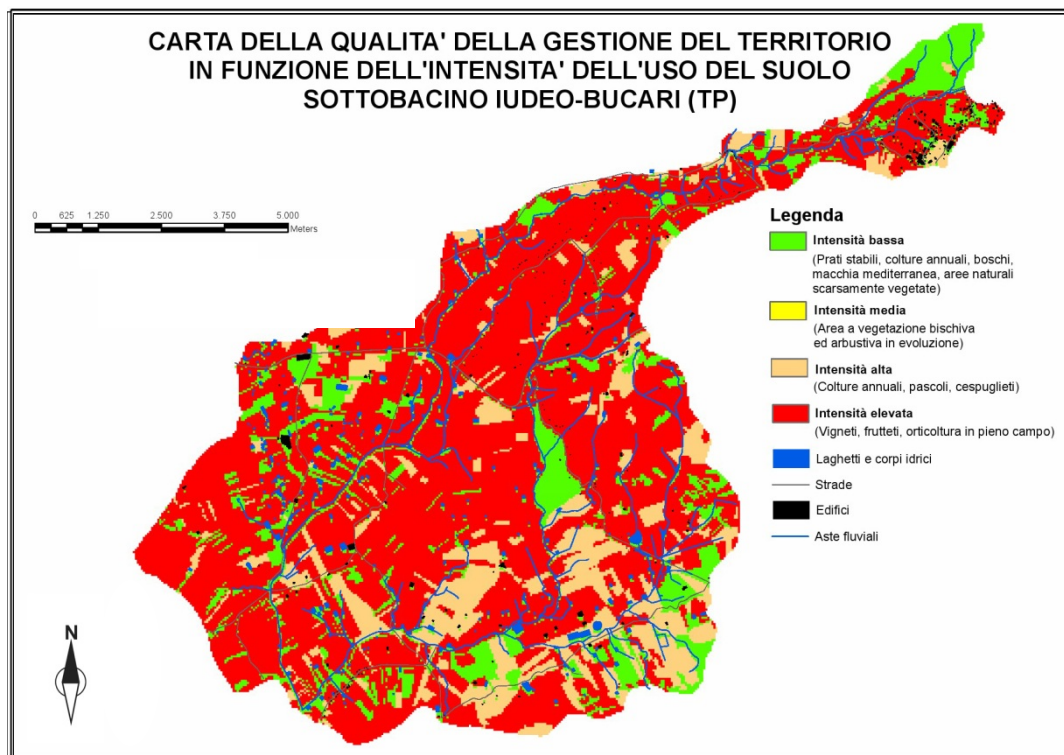 CARTA DELLA QUALITA' DELLA GESTIONE DEL TERRITORIO
IN FUNZIONE DELL'INTENSITA' DELL'USO DEL SUOLO
SOTTOBACINO IUDEO-BUCARI (TP)
0 625 1.250 2.500 3.750 5.000
Meters
Legenda
Intensità bassa
(Prati stabili, colture annuali, boschi,
macchia mediterranea, aree naturali
scarsamente vegetate)
Intensità media
(Area a vegetazione bischiva
ed arbustiva in evoluzione)
Intensità alta
(Colture annuali, pascoli, cespuglieti)
Intensità elevata
(Vigneti, frutteti, orticoltura in pieno campo)
Laghetti e corpi idrici
Strade
Edifici
Aste fluviali
N